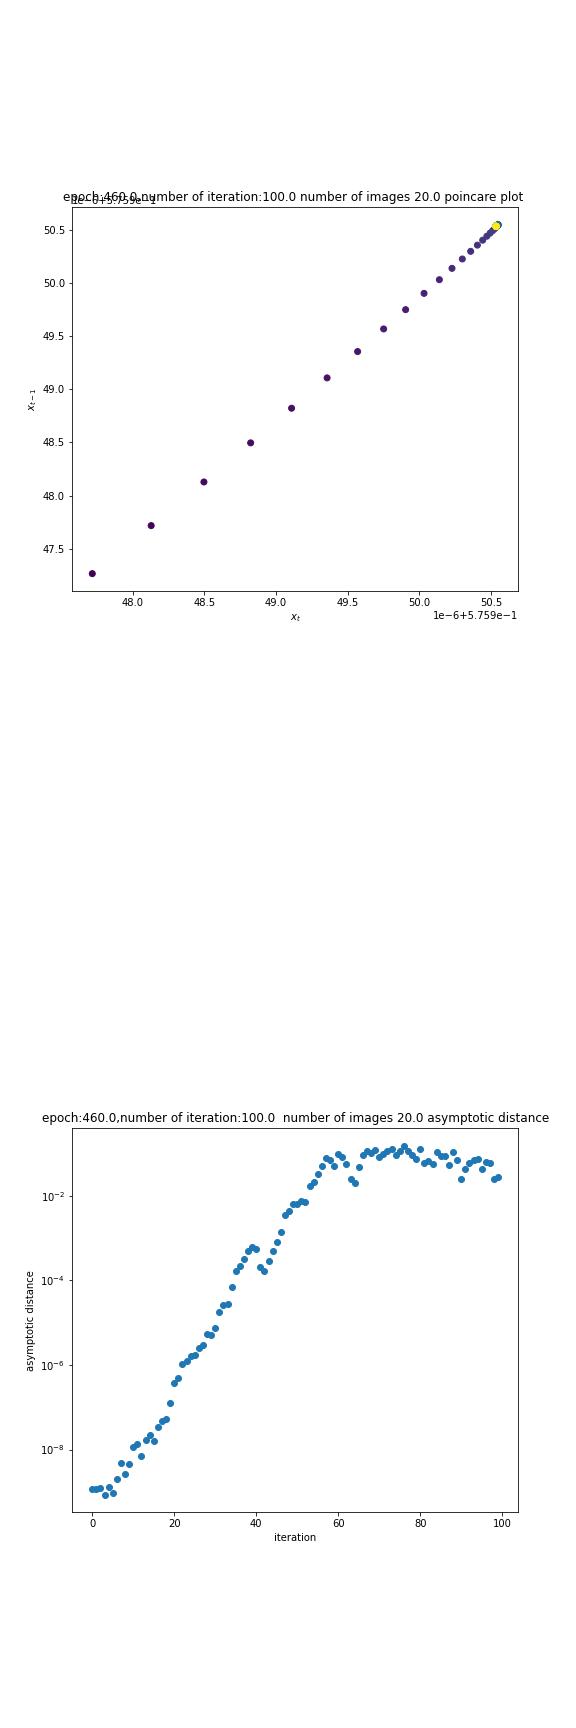 epoch:460.0,number of iteration:100.0 number of images 20.0 poincare plot
1e−6+5.759e−1
50.5
50.0
49.5
49.0
48.5
48.0
47.5
x_{t−1}
48.0 48.5 49.0 49.5 50.0 50.5
1e−6+5.759e−1
x_t
epoch:460.0,number of iteration:100.0  number of images 20.0 asymptotic distance
10^{−2}
10^{−4}
10^{−6}
10^{−8}
asymptotic distance
0 20 40 60 80 100
iteration